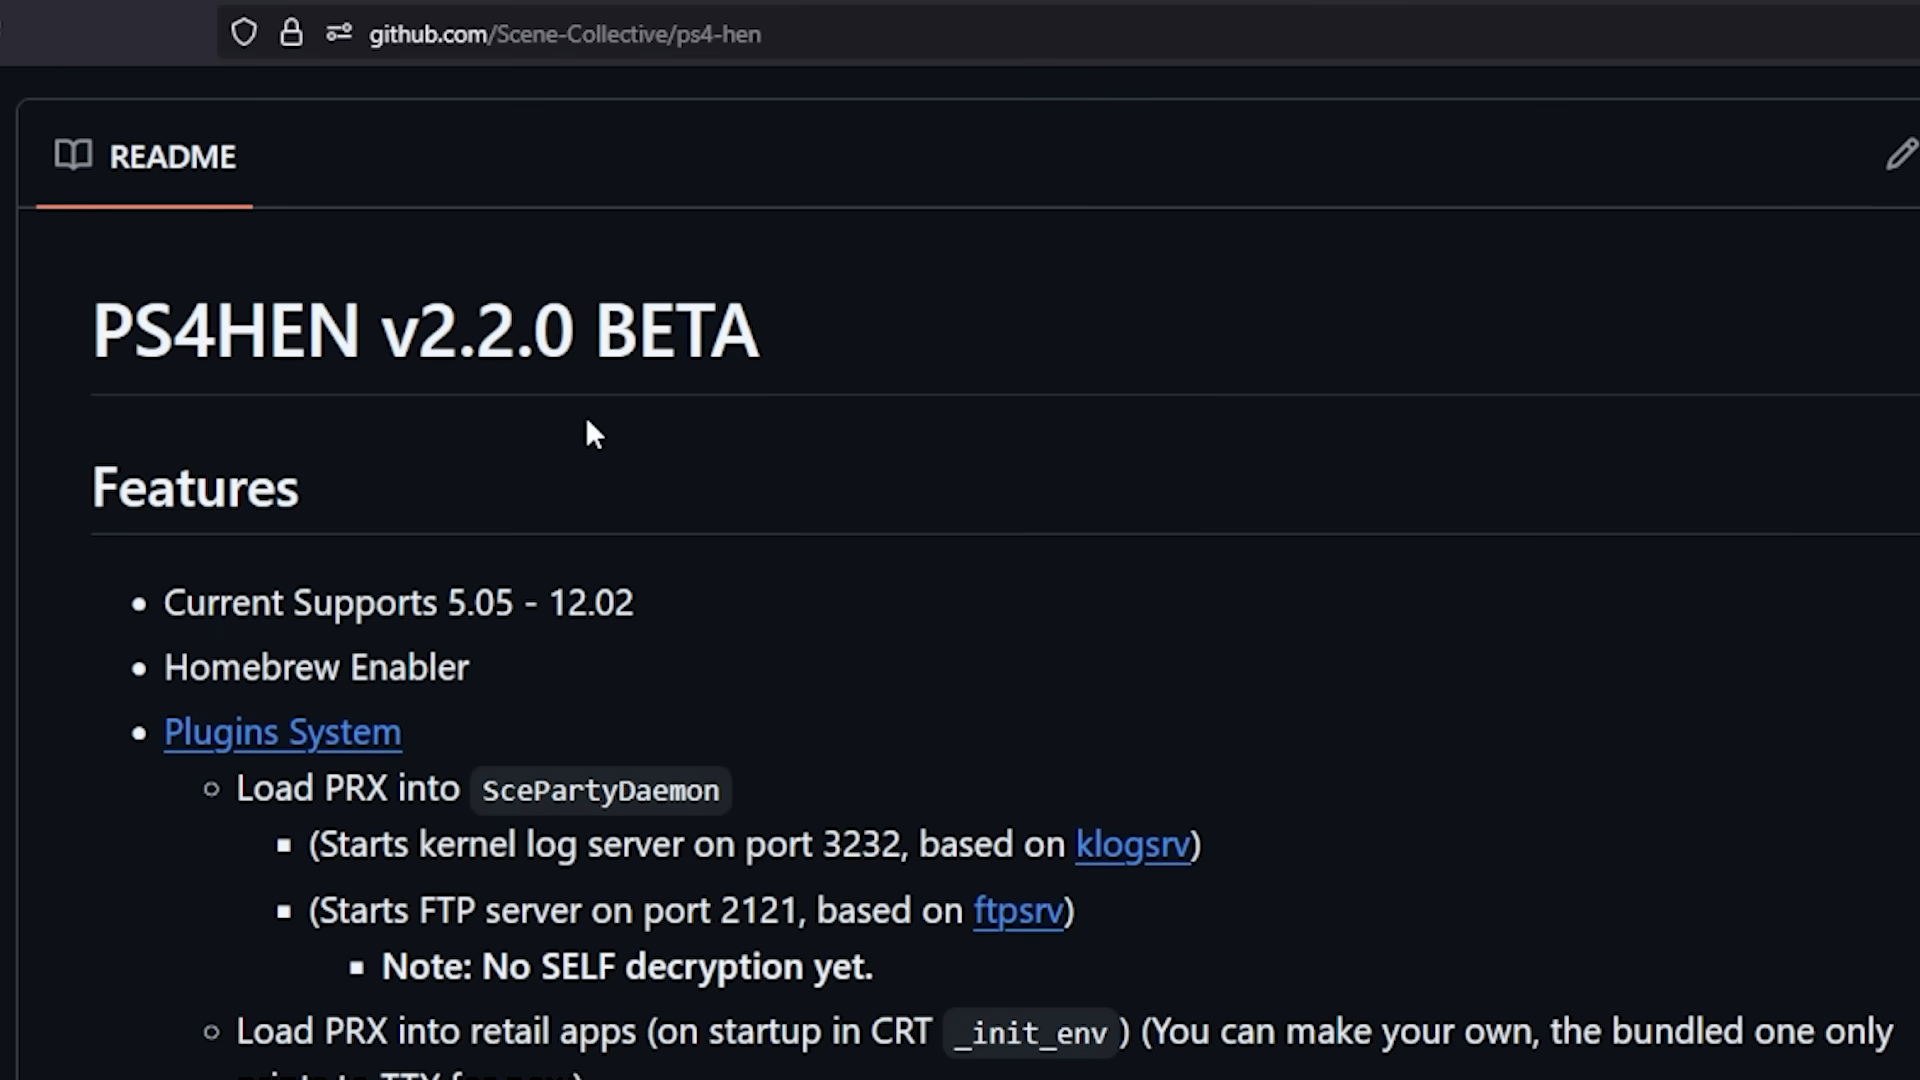 github.com/Scene-Collective/ps4-hen
README
PS4HEN v2.2.0 BETA
Features
Current Supports 5.05 - 12.02
Homebrew Enabler
Plugins System
Load PRX into ScePartyDaemon
(Starts kernel log server on port 3232, based on klogsrv)
(Starts FTP server on port 2121, based on ftpsrv)
Note: No SELF decryption yet.
Load PRX into retail apps (on startup in CRT _init_env ) (You can make your own, the bundled one only